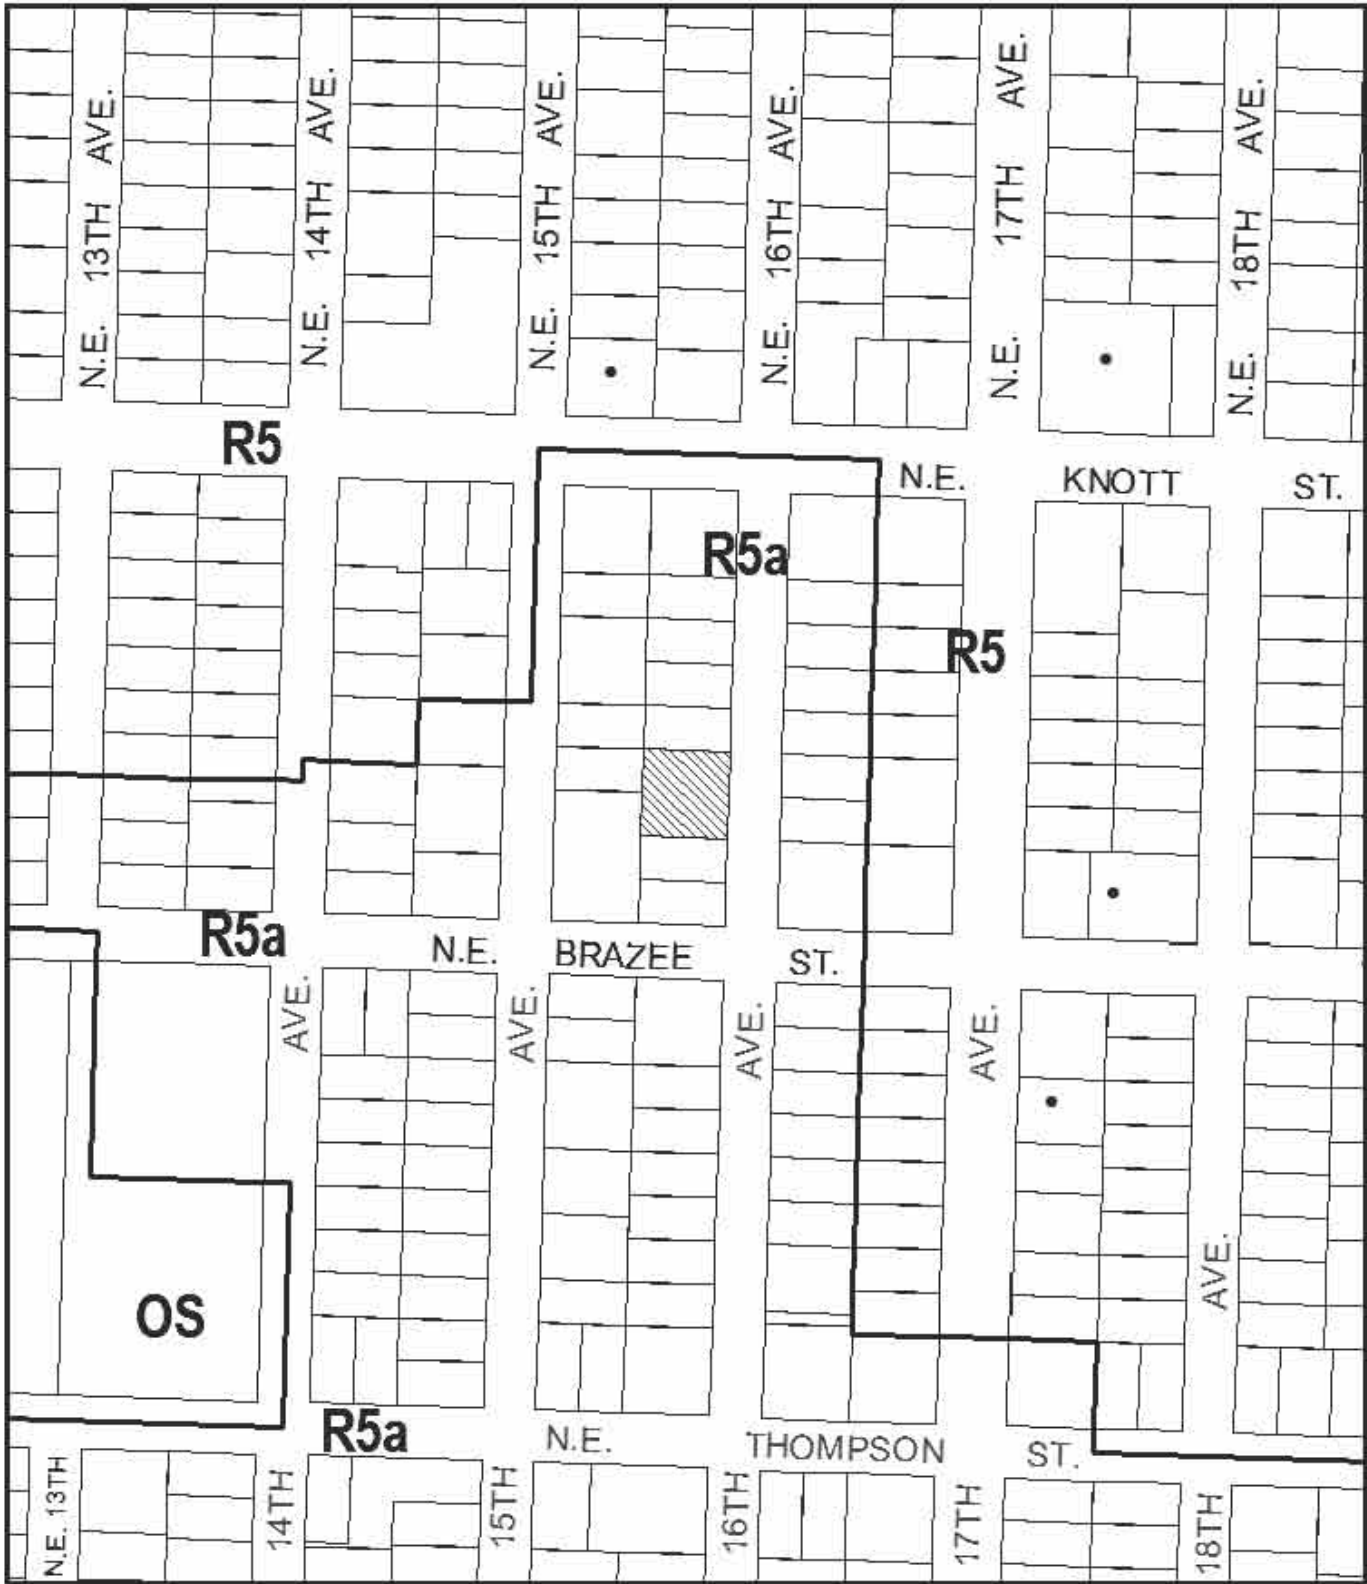 N.E. 13TH AVE.
N.E. 14TH AVE.
N.E. 15TH AVE.
N.E. 16TH AVE.
N.E. 17TH AVE.
N.E. 18TH AVE.
R5
N.E. KNOTT ST.
R5a
R5
R5a
N.E. BRAZEE ST.
AVE.
AVE.
AVE.
AVE.
AVE.
OS
R5a
N.E. THOMPSON ST.
N.E. 13TH
14TH
15TH
16TH
17TH
18TH